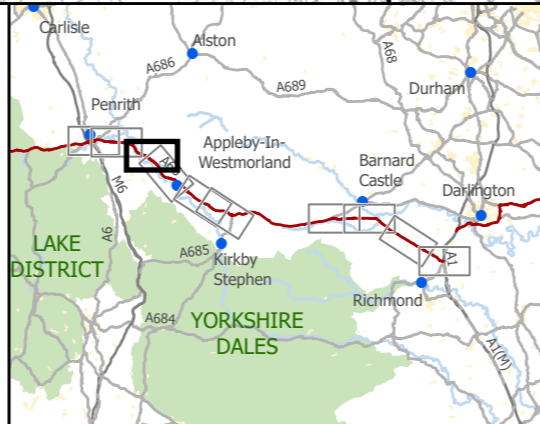 Carlisle
Alston
A68
A686
A689
Durham
Penrith
Appleby-In-
Westmorland
Barnard
Castle
Darlington
M6
A6
LAKE
DISTRICT
A685
Kirkby
Stephen
A1
Richmond
A684
YORKSHIRE
DALES
A1(M)